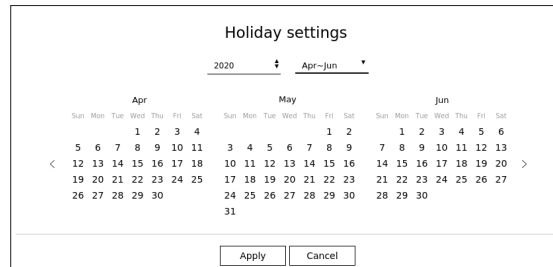 Holiday settings
2020 Apr~Jun
Apr May Jun
Sun Mon Tue Wed Thu Fri Sat Sun Mon Tue Wed Thu Fri Sat Sun Mon Tue Wed Thu Fri Sat
1 2 3 4 1 2 1 2 3 4 5 6
5 6 7 8 9 10 11 3 4 5 6 7 8 9 7 8 9 10 11 12 13
12 13 14 15 16 17 18 10 11 12 13 14 15 16 14 15 16 17 18 19 20
19 20 21 22 23 24 25 17 18 19 20 21 22 23 21 22 23 24 25 26 27
26 27 28 29 30 24 25 26 27 28 29 30 28 29 30
31
Apply Cancel